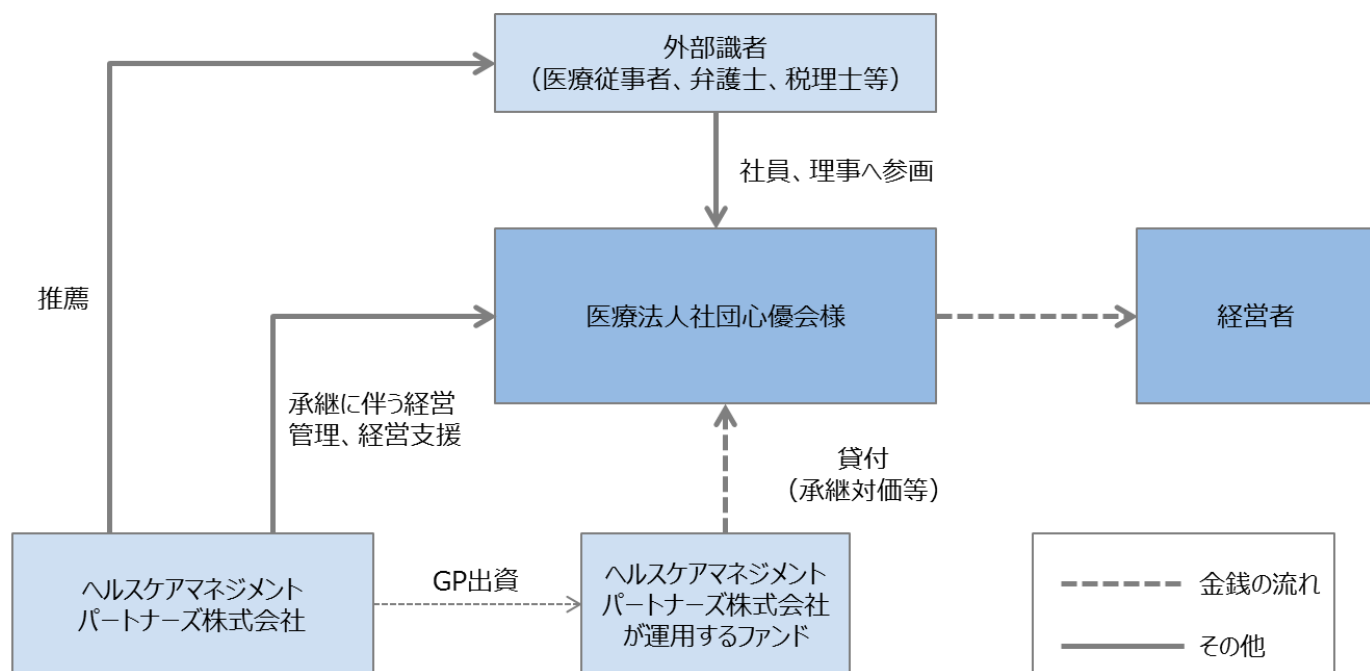 外部識者
（医療従事者、弁護士、税理士等）
社員、理事へ参画
推薦
医療法人社団心優会様
経営者
承継に伴う経営
管理、経営支援
貸付
（承継対価等）
ヘルスケアマネジメント
パートナーズ株式会社
GP出資
ヘルスケアマネジメント
パートナーズ株式会社
が運用するファンド
金銭の流れ
その他